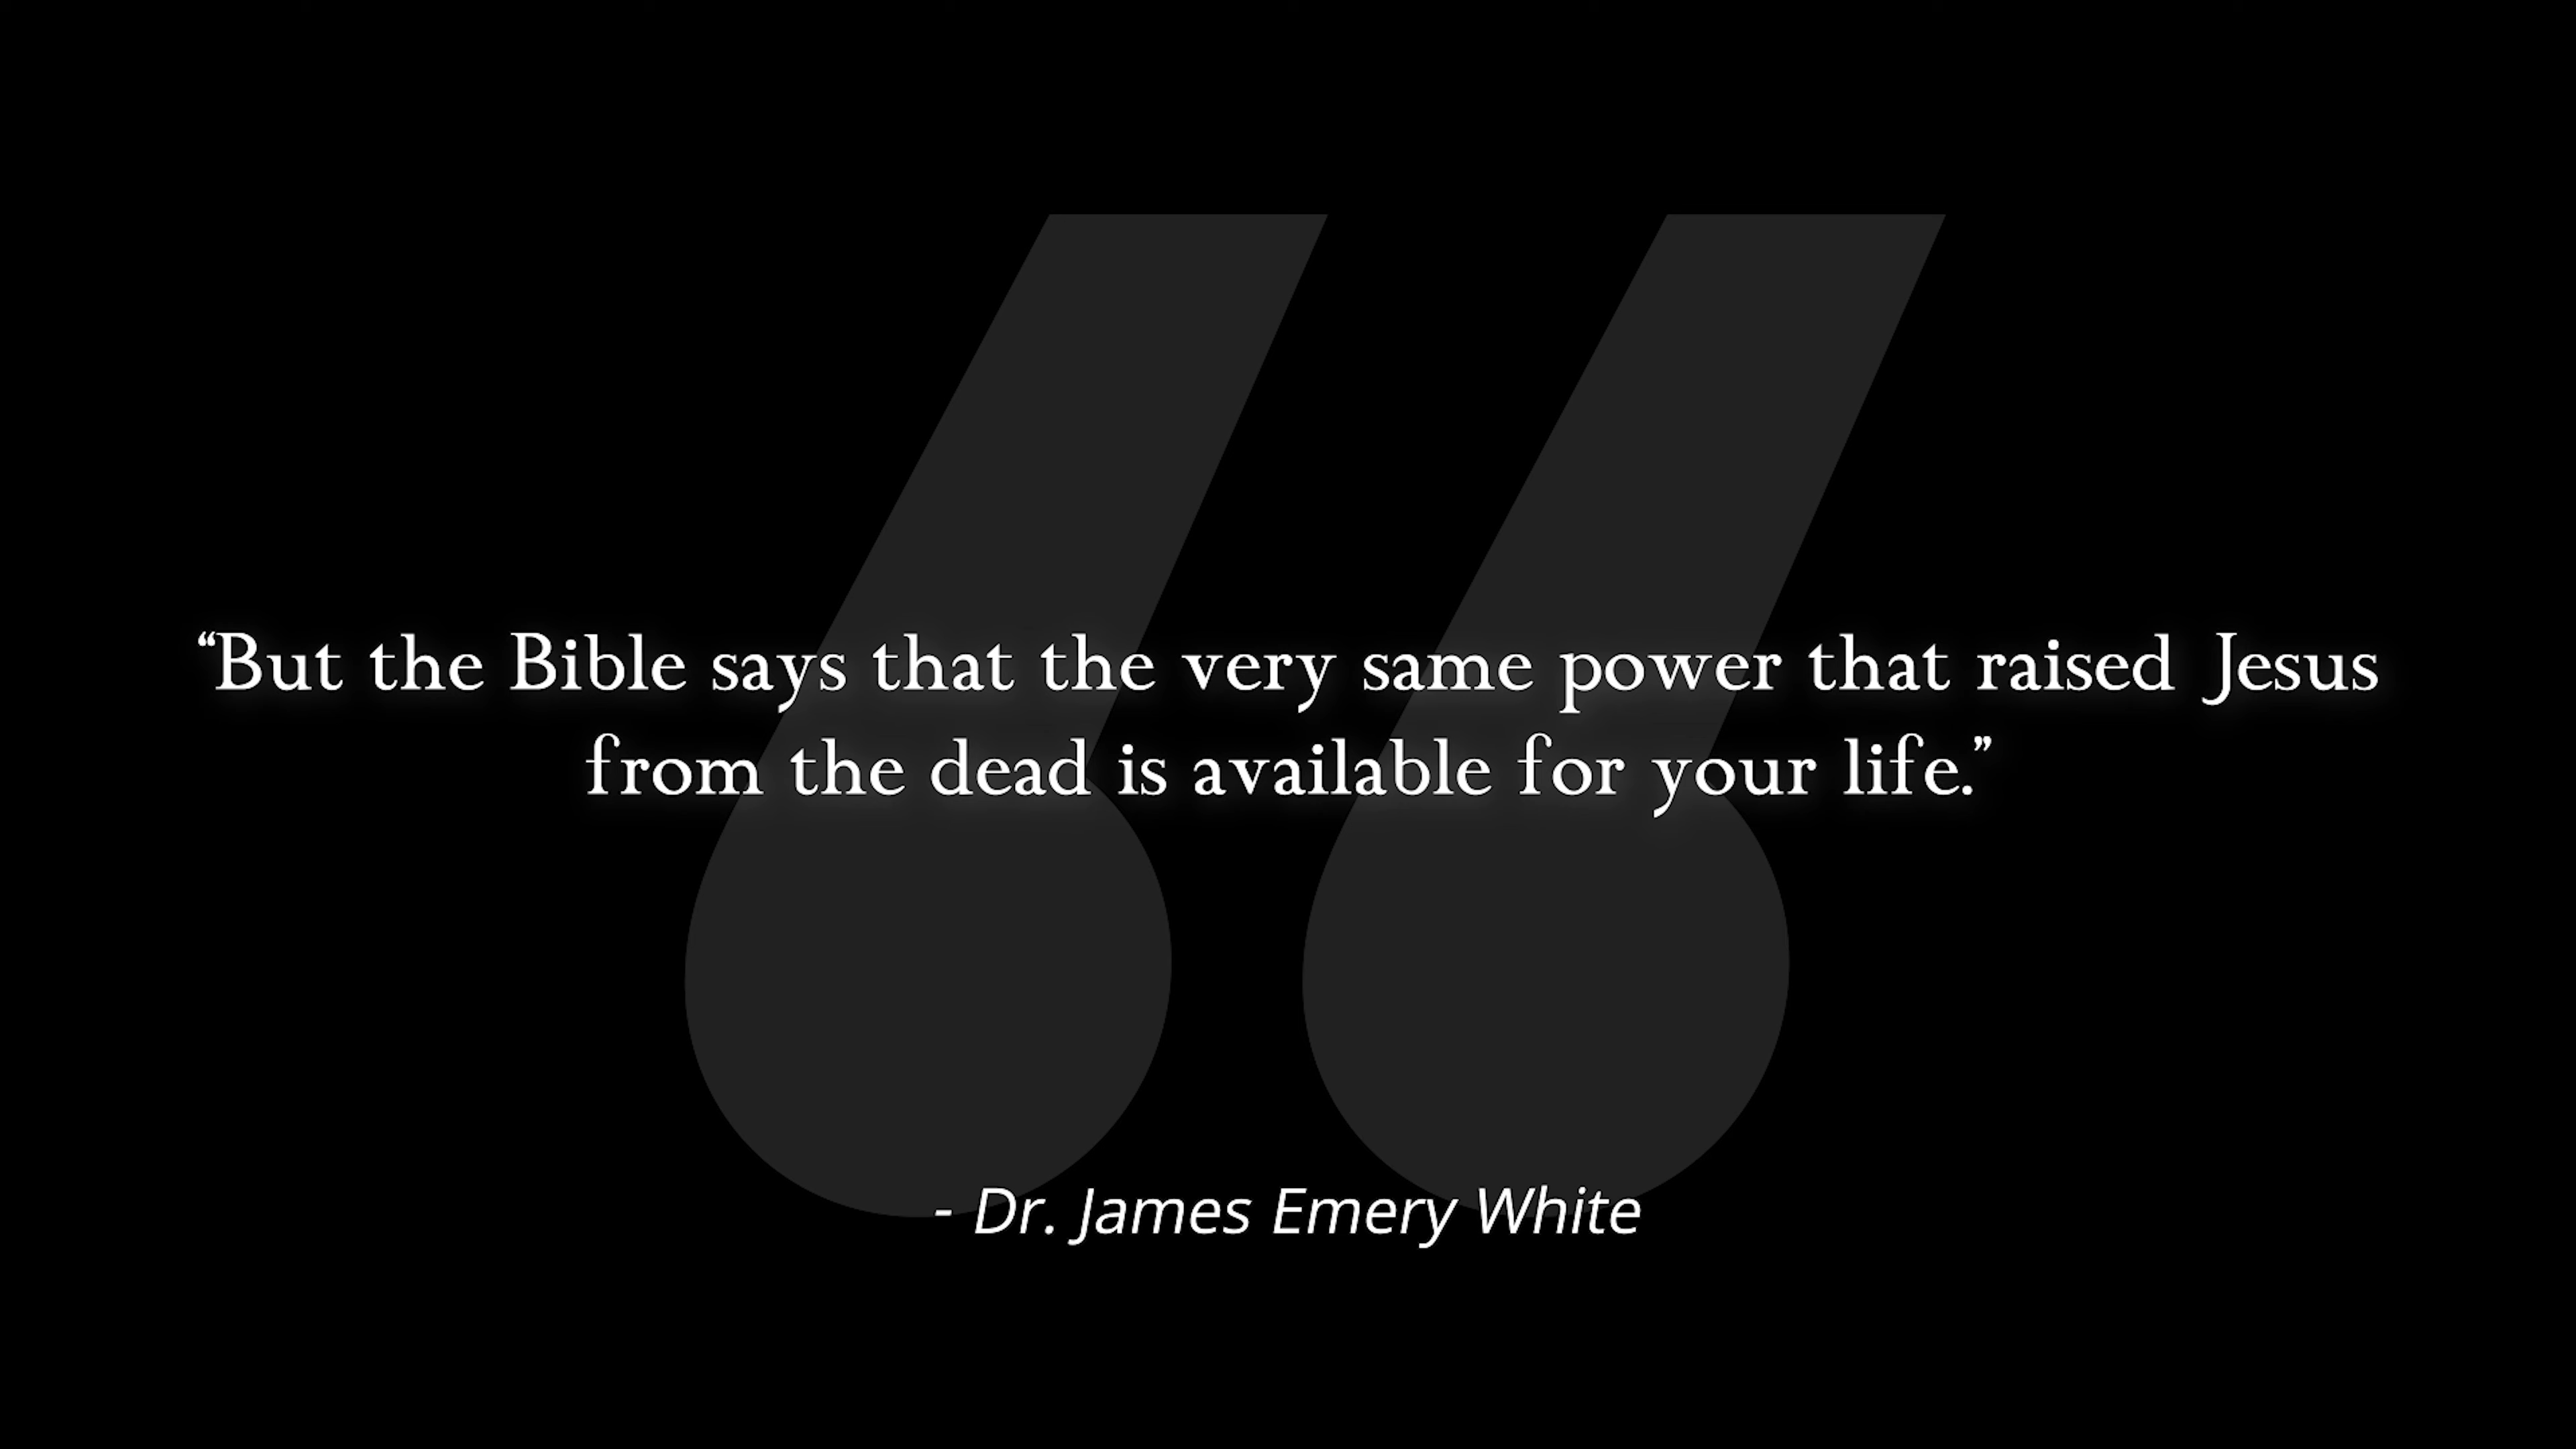 “But the Bible says that the very same power that raised Jesus
from the dead is available for your life.”
- Dr. James Emery White